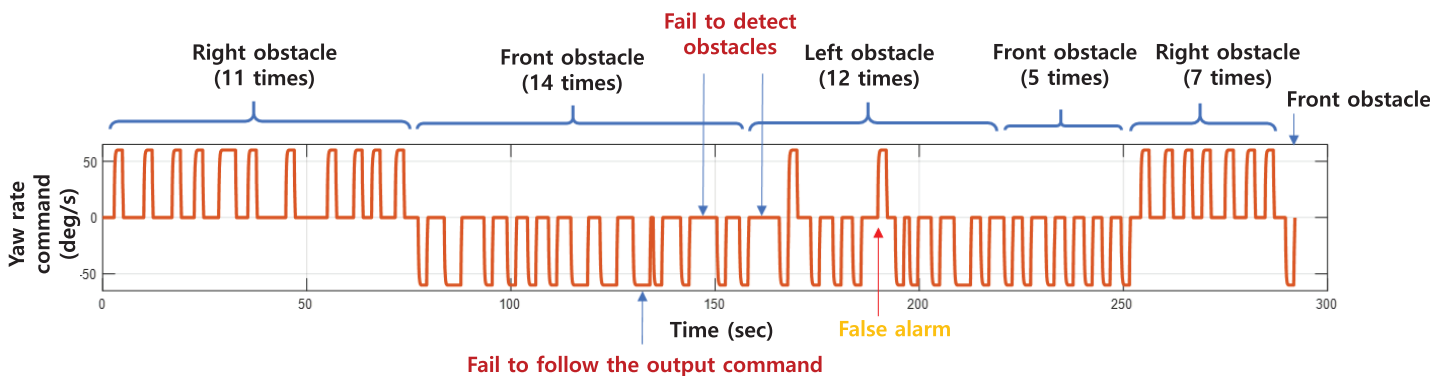 Fail to detect
obstacles
Right obstacle
(11 times)
Front obstacle
(14 times)
Left obstacle
(12 times)
Front obstacle
(5 times)
Right obstacle
(7 times)
Front obstacle
Yaw rate
command
(deg/s)
50
0
-50
0
50
100
150
200
250
300
Time (sec)
False alarm
Fail to follow the output command